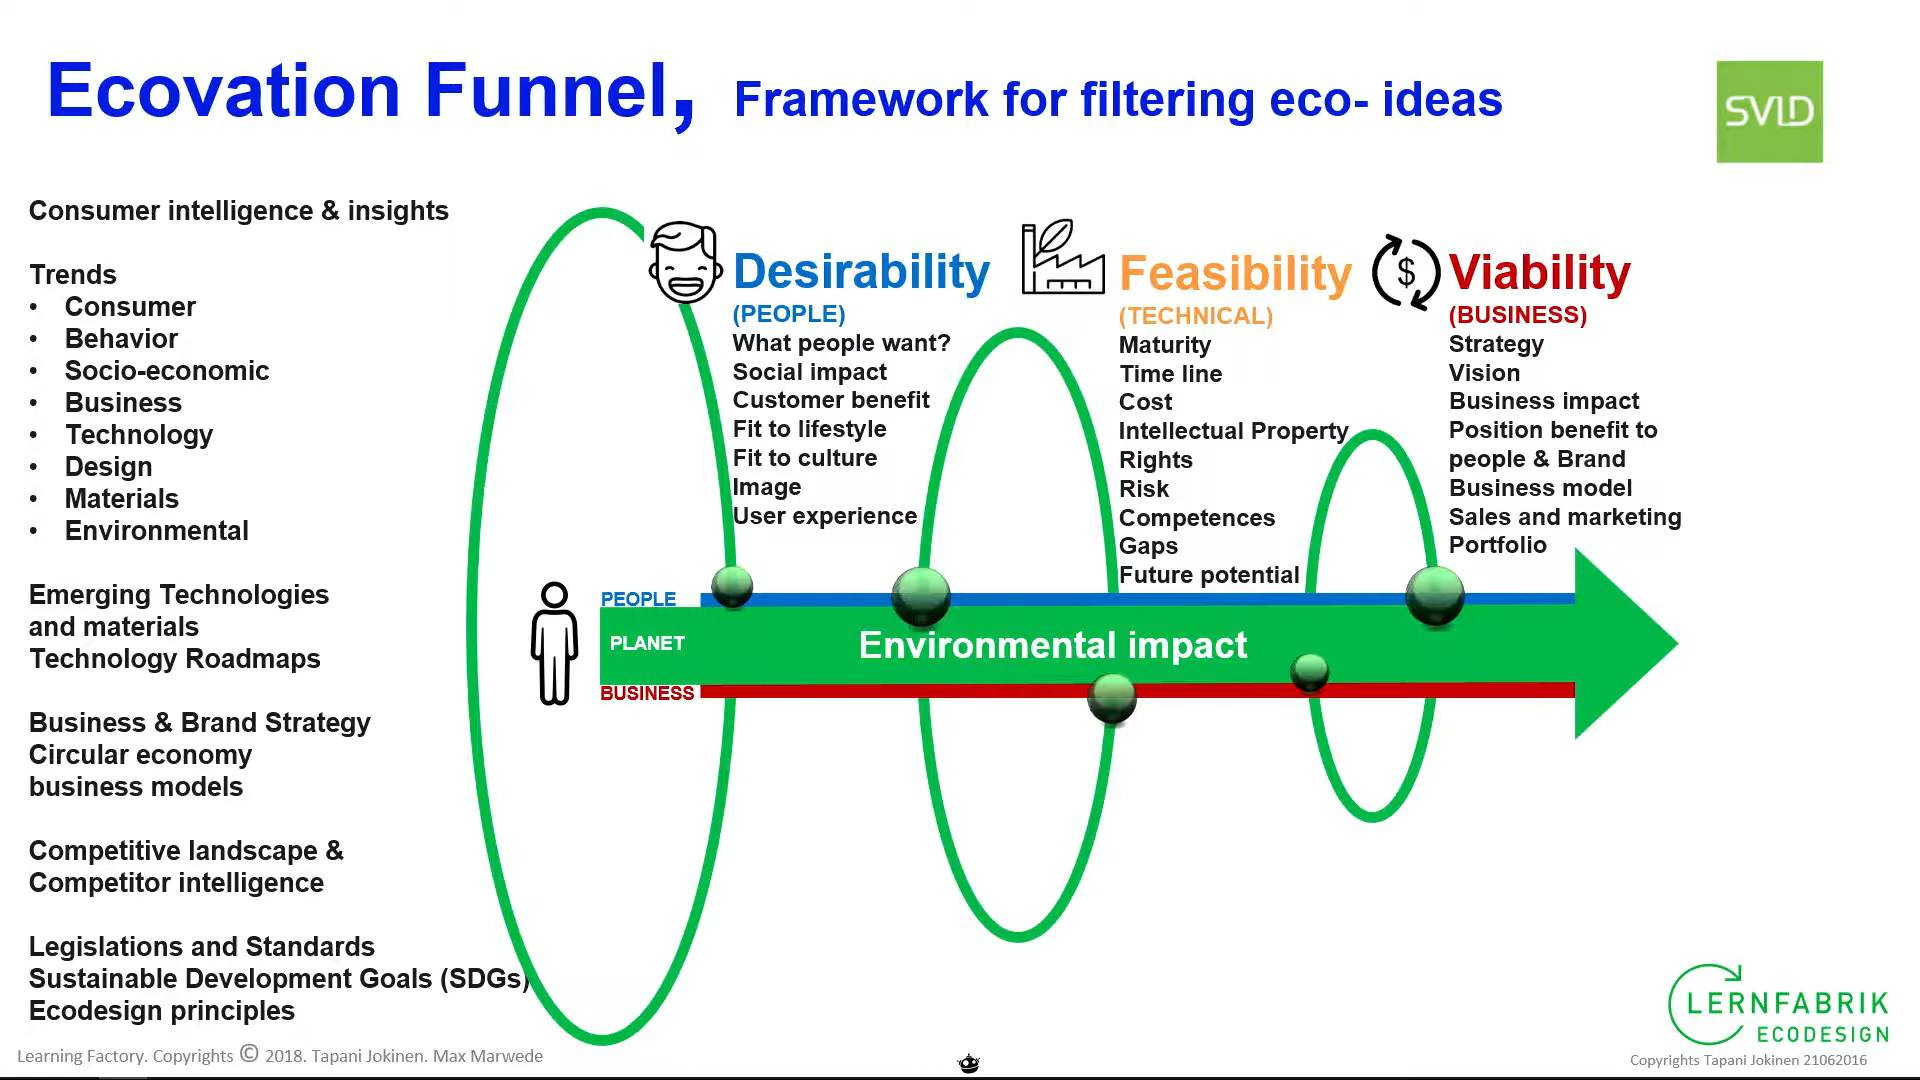 Ecovation Funnel, Framework for filtering eco- ideas
SVID
Consumer intelligence & insights
Trends
• Consumer
• Behavior
• Socio-economic
• Business
• Technology
• Design
• Materials
• Environmental
Emerging Technologies
and materials
Technology Roadmaps
Business & Brand Strategy
Circular economy
business models
Competitive landscape &
Competitor intelligence
Legislations and Standards
Sustainable Development Goals (SDGs)
Ecodesign principles
Desirability
(PEOPLE)
What people want?
Social impact
Customer benefit
Fit to lifestyle
Fit to culture
Image
User experience
Feasibility
(TECHNICAL)
Maturity
Time line
Cost
Intellectual Property
Rights
Risk
Competences
Gaps
Future potential
$
Viability
(BUSINESS)
Strategy
Vision
Business impact
Position benefit to
people & Brand
Business model
Sales and marketing
Portfolio
PEOPLE
PLANET
Environmental impact
BUSINESS
LERNFABRIK
ECODESIGN
Learning Factory. Copyrights © 2018. Tapani Jokinen. Max Marwede
Copyrights Tapani Jokinen 21062016